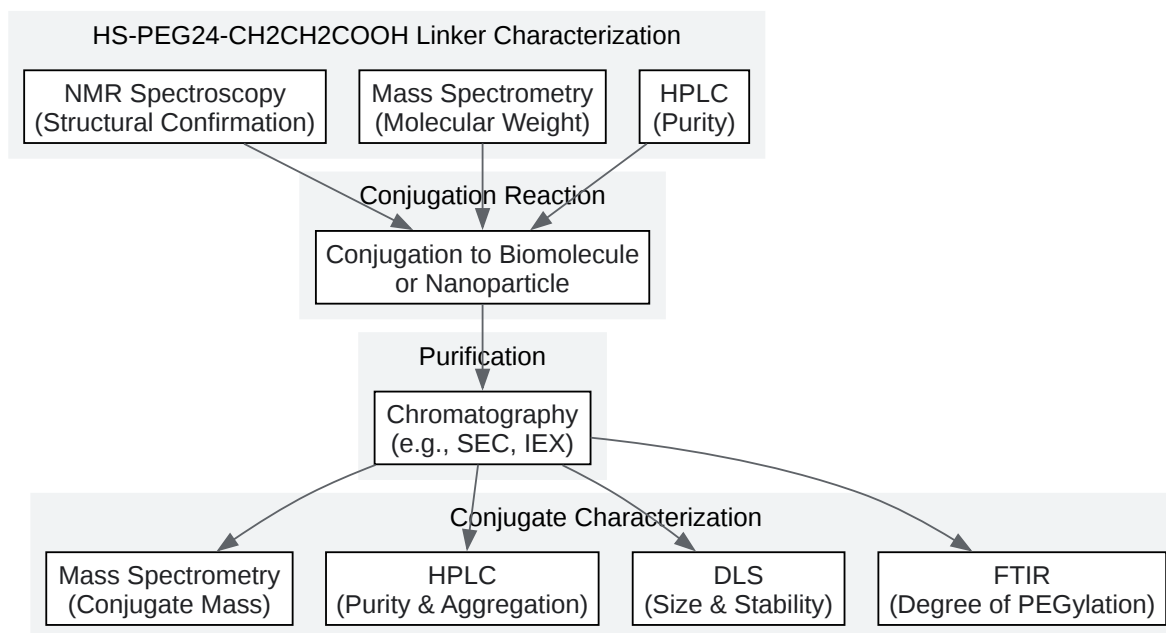 HS-PEG24-CH2CH2COOH Linker Characterization
NMR Spectroscopy
(Structural Confirmation)
Mass Spectrometry
(Molecular Weight)
HPLC
(Purity)
Conjugation Reaction
Conjugation to Biomolecule
or Nanoparticle
Purification
Chromatography
(e.g., SEC, IEX)
Conjugate Characterization
Mass Spectrometry
(Conjugate Mass)
HPLC
(Purity & Aggregation)
DLS
(Size & Stability)
FTIR
(Degree of PEGylation)